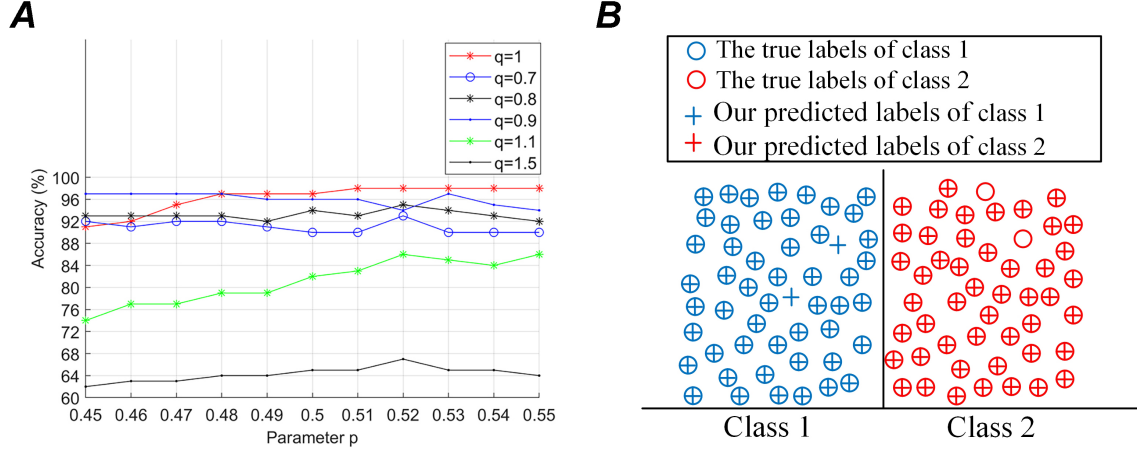 A
q=1
q=0.7
q=0.8
q=0.9
q=1.1
q=1.5
Accuracy (%)
100
96
92
88
84
80
76
72
68
64
60
0.45 0.46 0.47 0.48 0.49 0.5 0.51 0.52 0.53 0.54 0.55
Parameter p
B
The true labels of class 1
The true labels of class 2
Our predicted labels of class 1
Our predicted labels of class 2
Class 1
Class 2